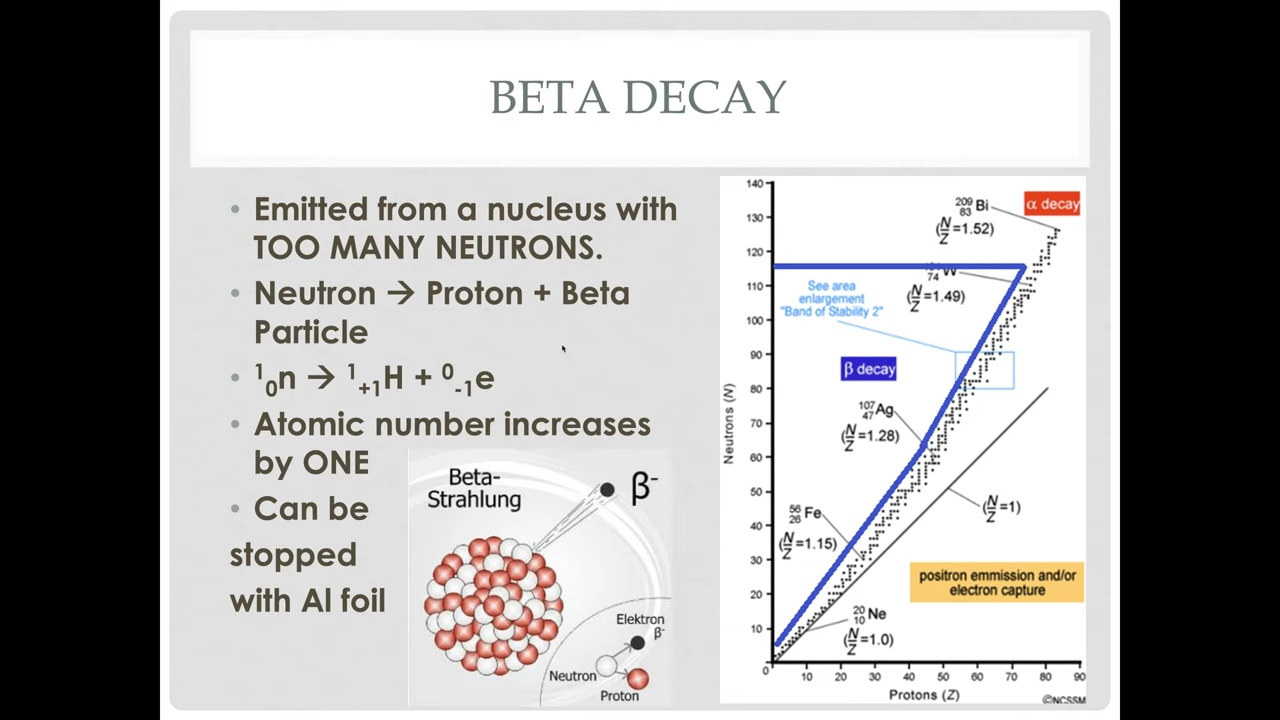 BETA DECAY
• Emitted from a nucleus with
TOO MANY NEUTRONS.
• Neutron → Proton + Beta
Particle
• ¹₀n → ¹₊₁H + ⁰₋₁e
• Atomic number increases
by ONE
• Can be
stopped
with Al foil
Beta-
Strahlung
β⁻
Elektron
β⁻
Neutron
Proton
140
130
120
110
100
90
80
70
60
50
40
30
20
10
0
Neutrons (N)
0 10 20 30 40 50 60 70 80 90
Protons (Z)
²⁰⁹₈₃Bi
(N/Z=1.52)
α decay
₇₄W
(N/Z=1.49)
See area
enlargement
"Band of Stability 2"
β decay
¹⁰⁷₄₇Ag
(N/Z=1.28)
⁵⁶₂₆Fe
(N/Z=1.15)
(N/Z=1)
positron emmission and/or
electron capture
²⁰₁₀Ne
(N/Z=1.0)
©NCSSM